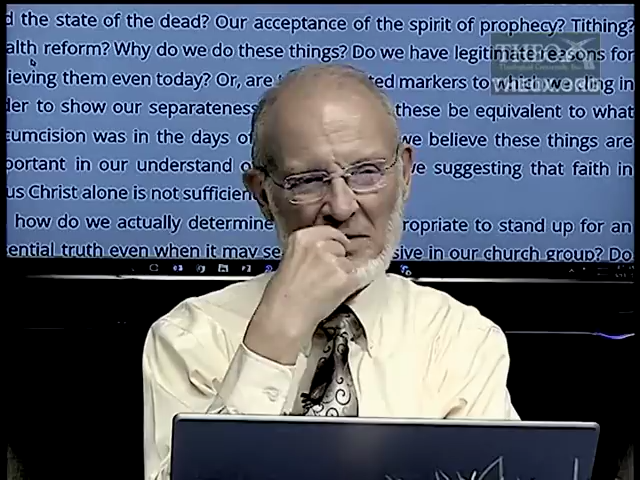 d the state of the dead? Our acceptance of the spirit of prophecy? Tithing?
alth reform? Why do we do these things? Do we have legitimate reasons for
ieving them even today? Or, are ted markers to which we cling in
der to show our separateness these be equivalent to what
cumcision was in the days of we believe these things are
portant in our understand ve suggesting that faith in
us Christ alone is not sufficien
how do we actually determine ropriate to stand up for an
ential truth even when it may se sive in our church group? Do